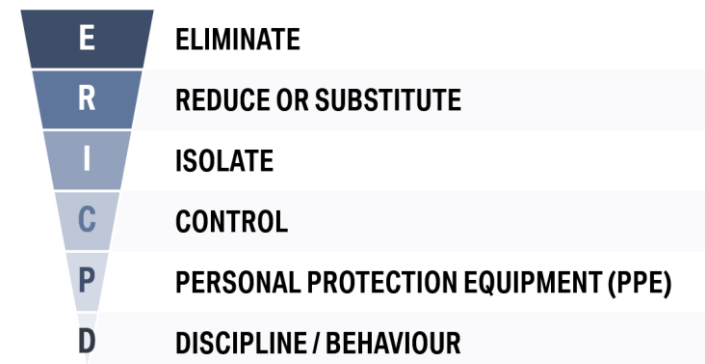 E ELIMINATE
R REDUCE OR SUBSTITUTE
I ISOLATE
C CONTROL
P PERSONAL PROTECTION EQUIPMENT (PPE)
D DISCIPLINE / BEHAVIOUR